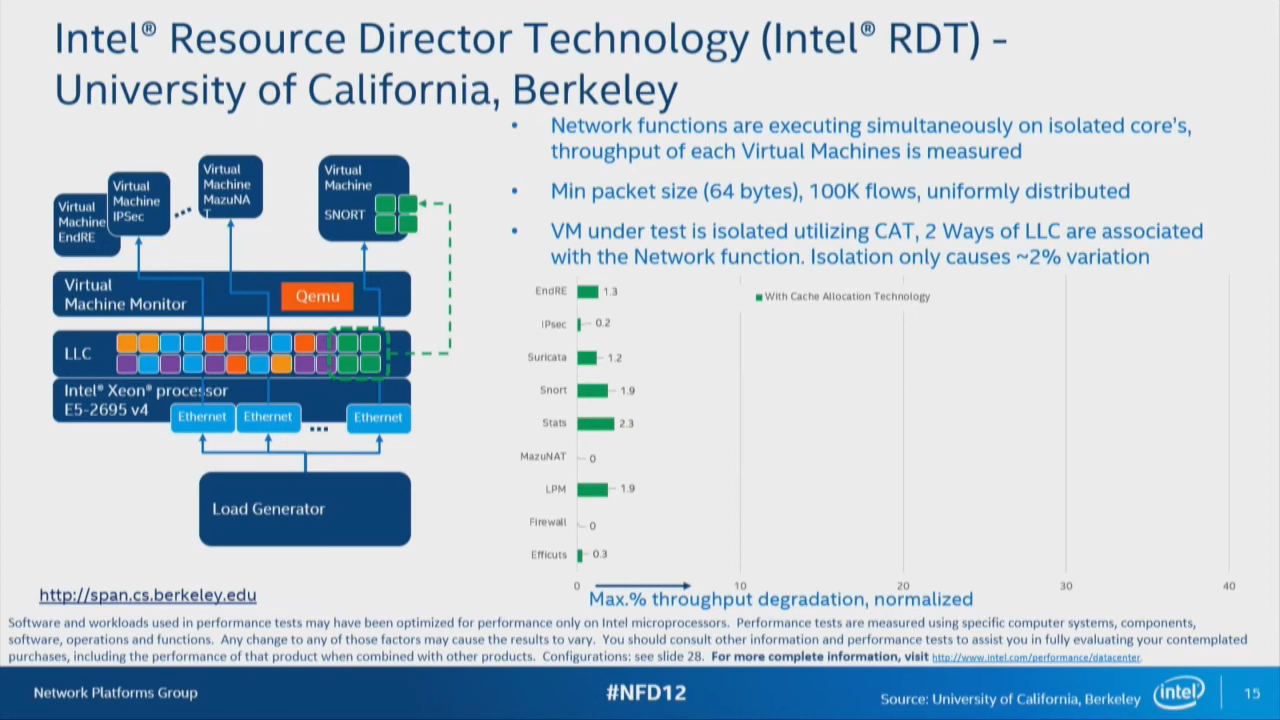 Intel® Resource Director Technology (Intel® RDT) -
University of California, Berkeley
• Network functions are executing simultaneously on isolated core's,
throughput of each Virtual Machines is measured
• Min packet size (64 bytes), 100K flows, uniformly distributed
• VM under test is isolated utilizing CAT, 2 Ways of LLC are associated
with the Network function. Isolation only causes ~2% variation
Virtual
Machine
EndRE
Virtual
Machine
IPSec
...
Virtual
Machine
MazuNA
T
Virtual
Machine
SNORT
Virtual
Machine Monitor
Qemu
LLC
Intel® Xeon® processor
E5-2695 v4
Ethernet
Ethernet
...
Ethernet
Load Generator
With Cache Allocation Technology
EndRE 1.3
IPsec 0.2
Suricata 1.2
Snort 1.9
Stats 2.3
MazuNAT 0
LPM 1.9
Firewall 0
Efficuts 0.3
0 10 20 30 40
Max.% throughput degradation, normalized
http://span.cs.berkeley.edu
Software and workloads used in performance tests may have been optimized for performance only on Intel microprocessors. Performance tests are measured using specific computer systems, components,
software, operations and functions. Any change to any of those factors may cause the results to vary. You should consult other information and performance tests to assist you in fully evaluating your contemplated
purchases, including the performance of that product when combined with other products. Configurations: see slide 28. For more complete information, visit http://www.intel.com/performance/datacenter.
Network Platforms Group
#NFD12
Source: University of California, Berkeley
intel
15